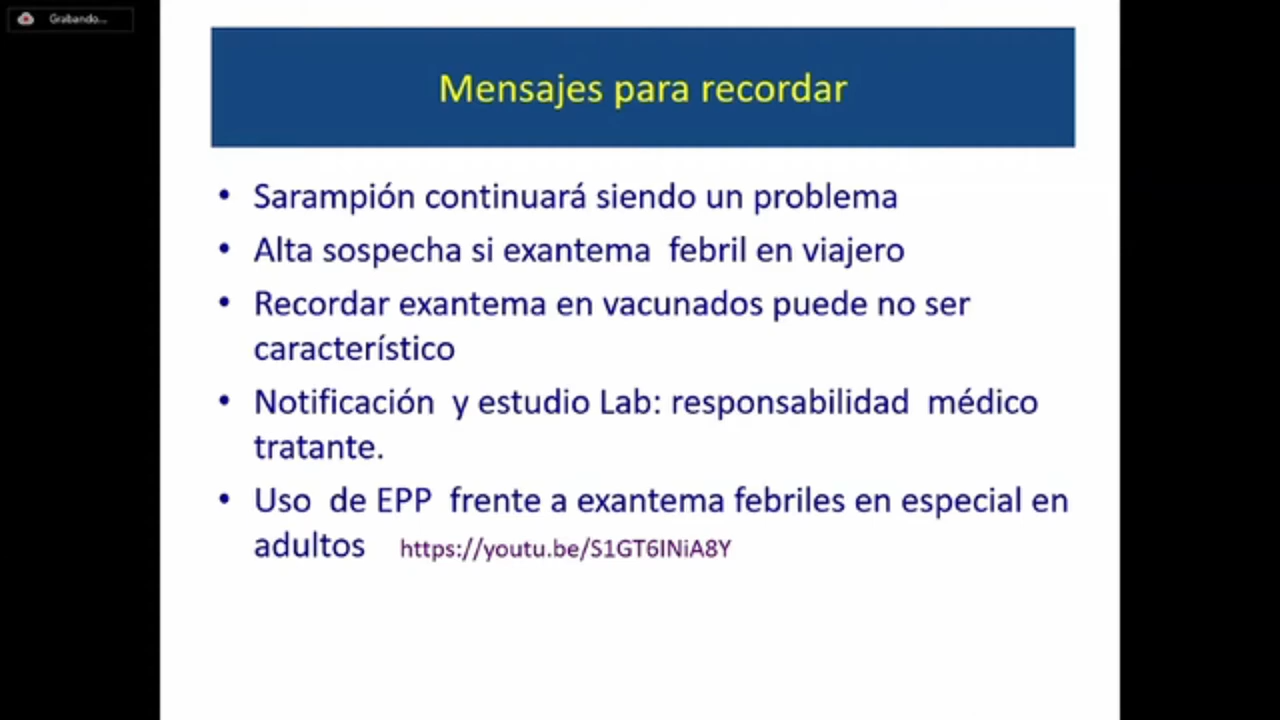 Grabando...
Mensajes para recordar
• Sarampión continuará siendo un problema
• Alta sospecha si exantema febril en viajero
• Recordar exantema en vacunados puede no ser
característico
• Notificación y estudio Lab: responsabilidad médico
tratante.
• Uso de EPP frente a exantema febriles en especial en
adultos https://youtu.be/S1GT6INiA8Y